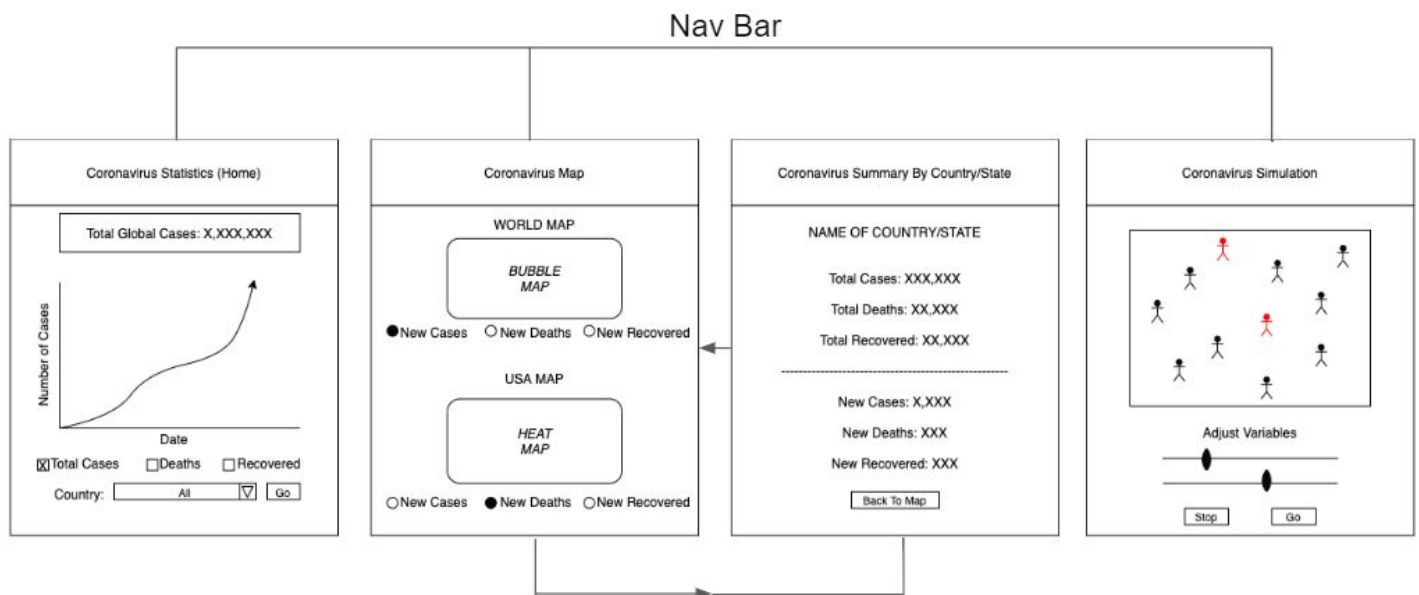 Nav Bar
Coronavirus Statistics (Home)
Total Global Cases: X,XXX,XXX
Number of Cases
Date
X Total Cases Deaths Recovered
Country: All Go
Coronavirus Map
WORLD MAP
BUBBLE
MAP
New Cases New Deaths New Recovered
USA MAP
HEAT
MAP
New Cases New Deaths New Recovered
Coronavirus Summary By Country/State
NAME OF COUNTRY/STATE
Total Cases: XXX,XXX
Total Deaths: XX,XXX
Total Recovered: XX,XXX
New Cases: X,XXX
New Deaths: XXX
New Recovered: XXX
Back To Map
Coronavirus Simulation
Adjust Variables
Stop Go